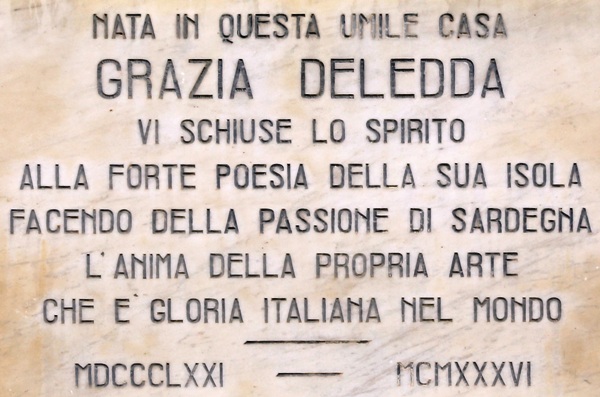 NATA IN QUESTA UMILE CASA
GRAZIA DELEDDA
VI SCHIUSE LO SPIRITO
ALLA FORTE POESIA DELLA SUA ISOLA
FACENDO DELLA PASSIONE DI SARDEGNA
L'ANIMA DELLA PROPRIA ARTE
CHE E' GLORIA ITALIANA NEL MONDO
MDCCCLXXI — MCMXXXVI